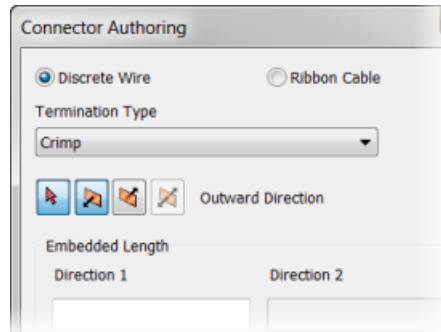 Connector Authoring
Discrete Wire Ribbon Cable
Termination Type
Crimp
Outward Direction
Embedded Length
Direction 1 Direction 2